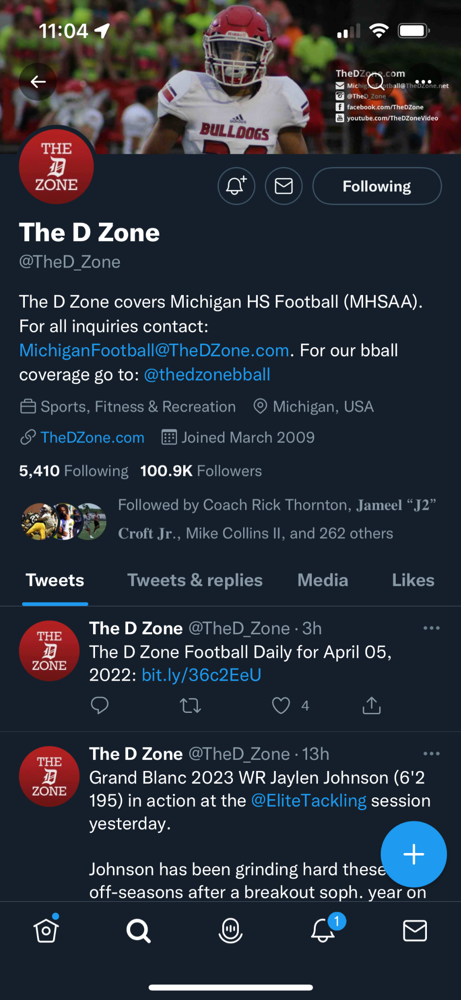 11:04
Riddell
TheDZone.com
MichiganFootball@TheDZone.net
@TheD_Zone
facebook.com/TheDZone
youtube.com/TheDZoneVideo
adidas
BULLDOGS
THE
D
ZONE
Following
The D Zone
@TheD_Zone
The D Zone covers Michigan HS Football (MHSAA).
For all inquiries contact:
MichiganFootball@TheDZone.com. For our bball
coverage go to: @thedzonebball
Sports, Fitness & Recreation Michigan, USA
TheDZone.com Joined March 2009
5,410 Following 100.9K Followers
Followed by Coach Rick Thornton, Jameel “J2”
Croft Jr., Mike Collins II, and 262 others
Tweets Tweets & replies Media Likes
THE
D
ZONE
The D Zone @TheD_Zone · 3h
The D Zone Football Daily for April 05,
2022: bit.ly/36c2EeU
4
THE
D
ZONE
The D Zone @TheD_Zone · 13h
Grand Blanc 2023 WR Jaylen Johnson (6'2
195) in action at the @EliteTackling session
yesterday.
Johnson has been grinding hard these
off-seasons after a breakout soph. year on
1